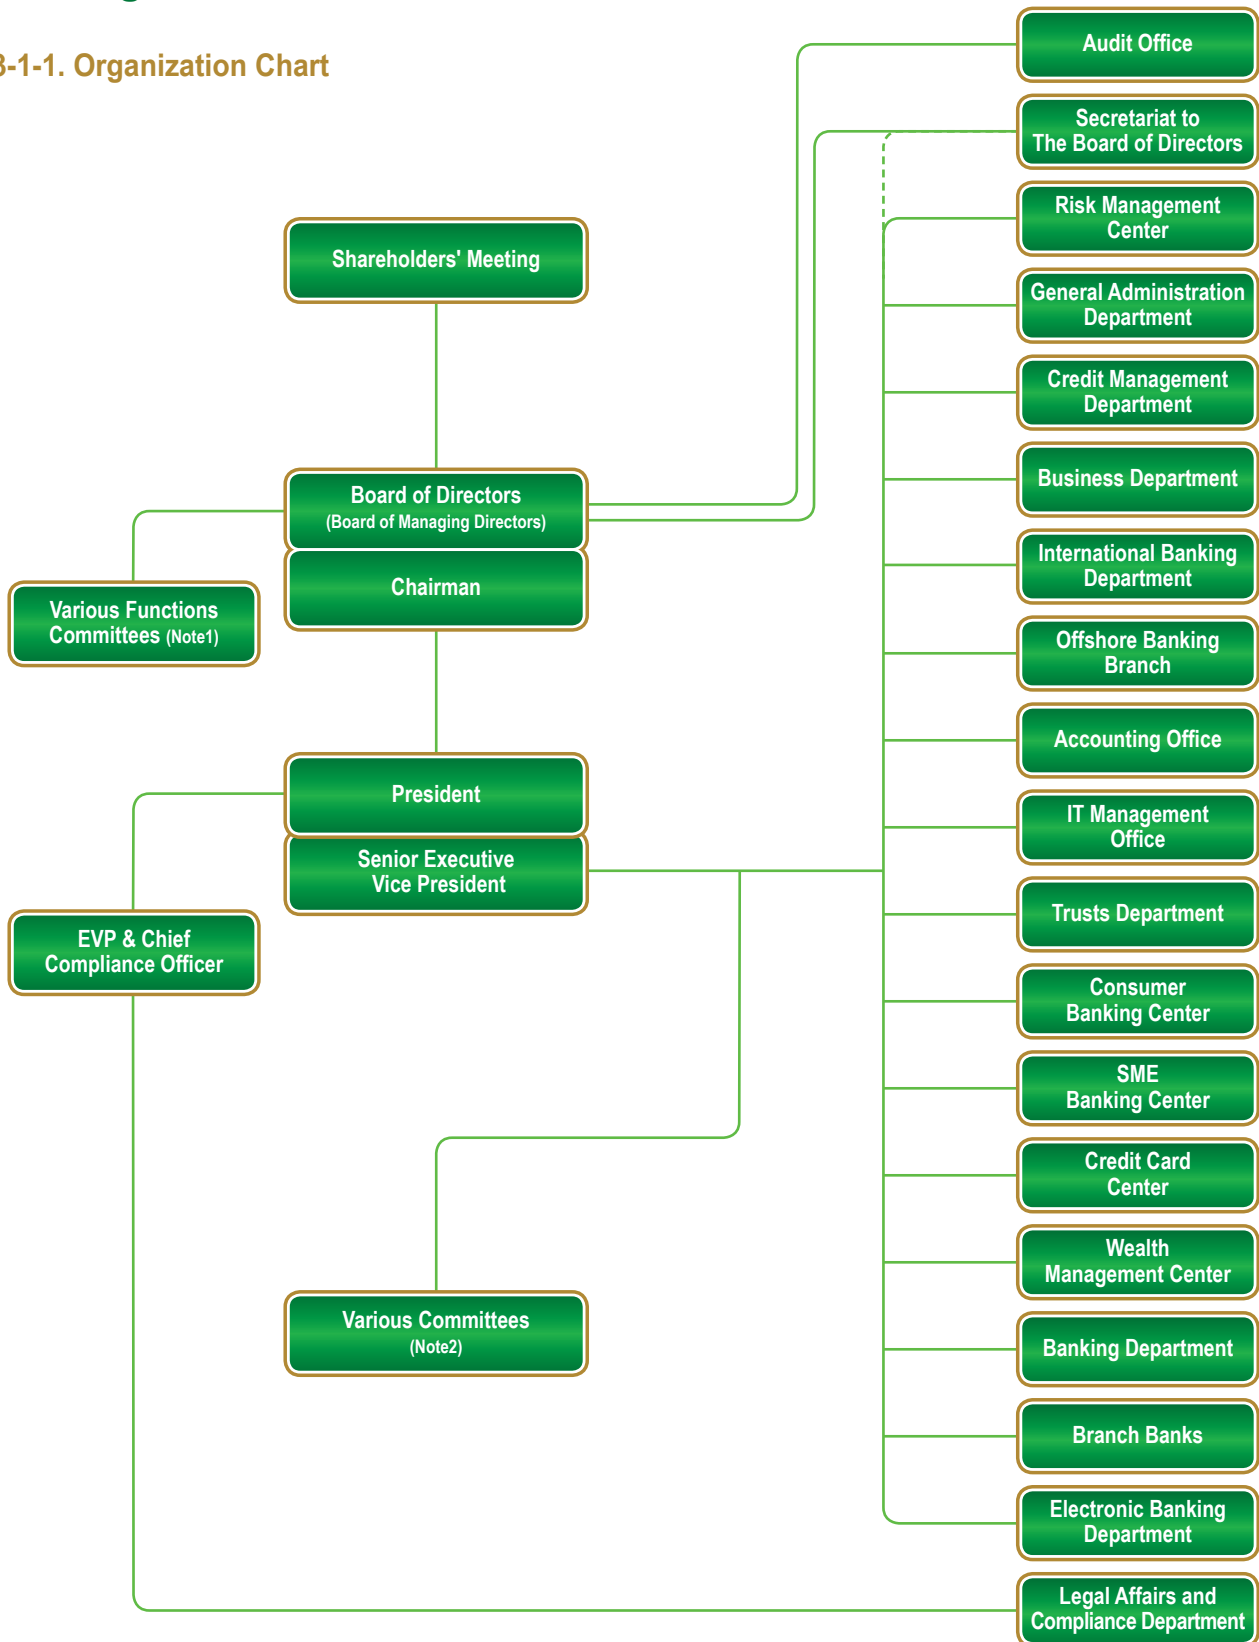 3-1-1. Organization Chart
Audit Office
Secretariat to
The Board of Directors
Risk Management
Center
Shareholders' Meeting
General Administration
Department
Credit Management
Department
Business Department
Board of Directors
(Board of Managing Directors)
Chairman
International Banking
Department
Various Functions
Committees (Note1)
Offshore Banking
Branch
Accounting Office
President
IT Management
Office
Senior Executive
Vice President
Trusts Department
EVP & Chief
Compliance Officer
Consumer
Banking Center
SME
Banking Center
Credit Card
Center
Wealth
Management Center
Various Committees
(Note2)
Banking Department
Branch Banks
Electronic Banking
Department
Legal Affairs and
Compliance Department